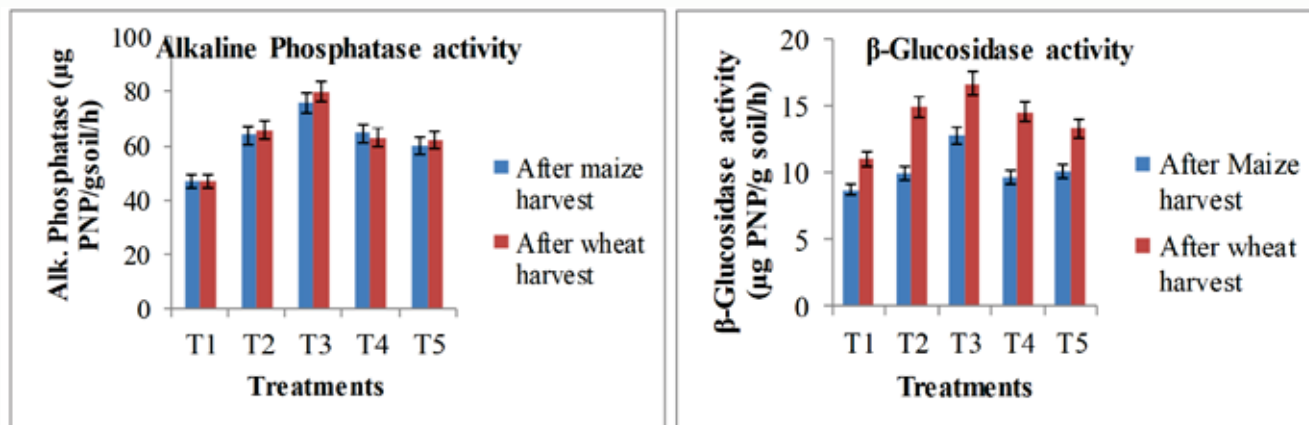 Alkaline Phosphatase activity
Alk. Phosphatase (µg
PNP/gsoil/h)
100
80
60
40
20
0
T1 T2 T3 T4 T5
Treatments
After maize
harvest
After wheat
harvest
β-Glucosidase activity
β-Glucosidase activity
(µg PNP/g soil/h)
20
15
10
5
0
T1 T2 T3 T4 T5
Treatments
After Maize
harvest
After wheat
harvest